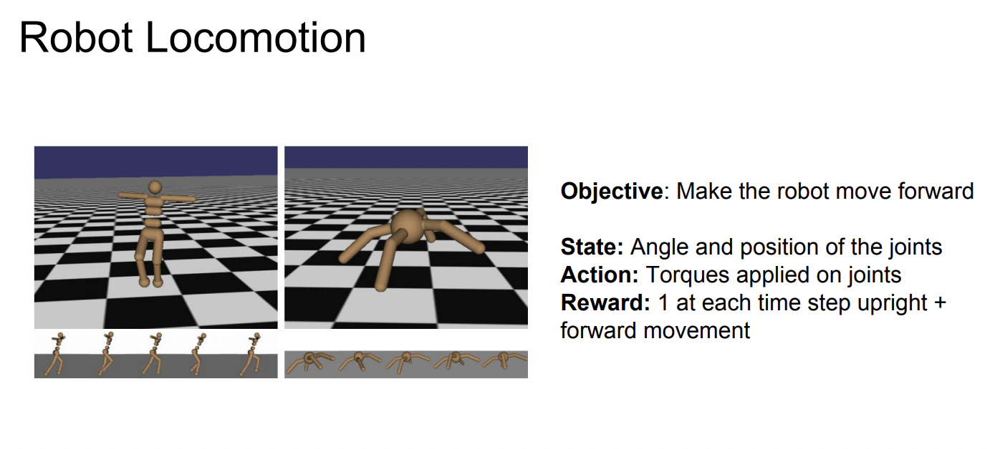 Robot Locomotion
Objective: Make the robot move forward
State: Angle and position of the joints
Action: Torques applied on joints
Reward: 1 at each time step upright +
forward movement